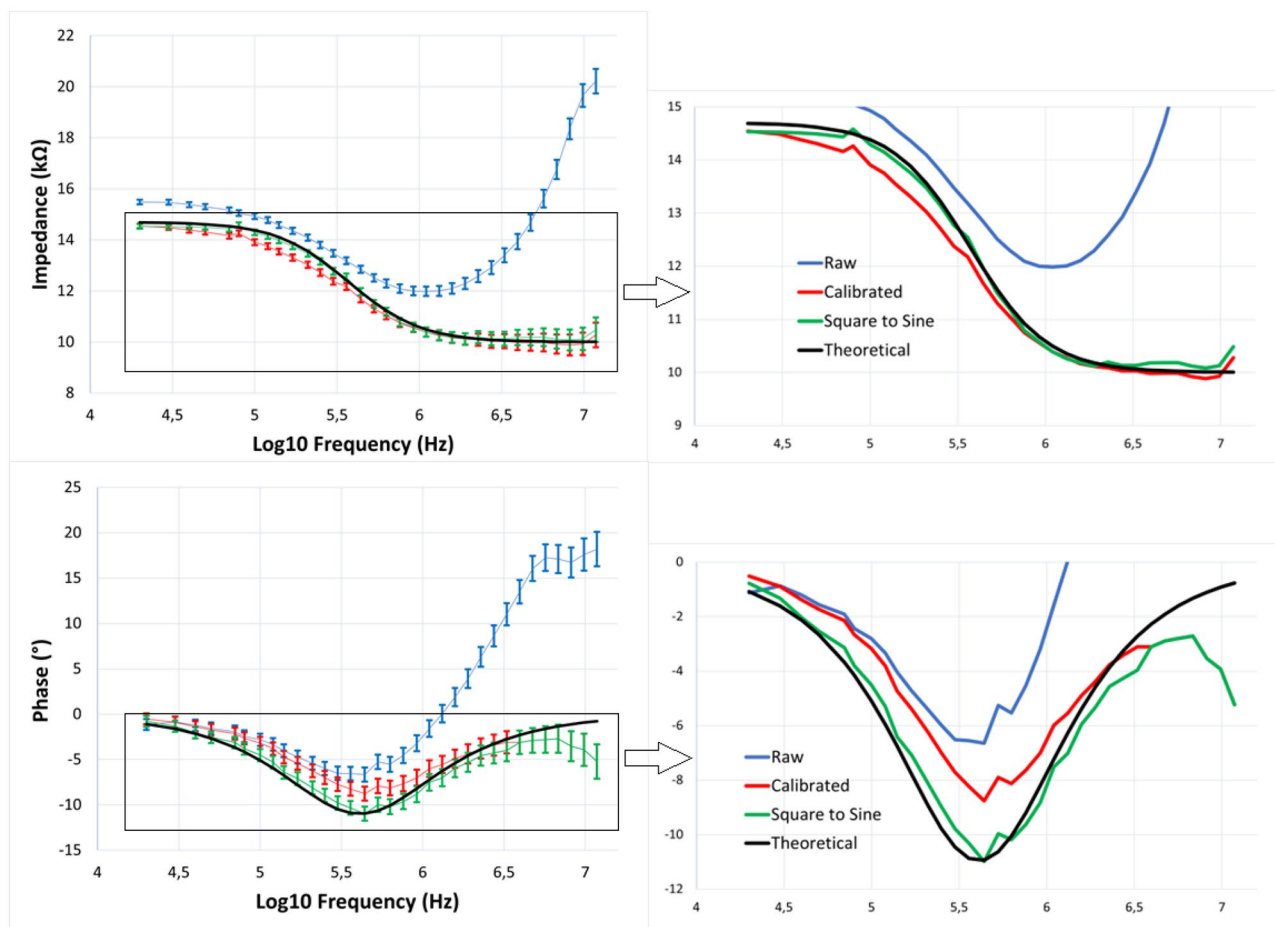 22
20
18
16
14
12
10
8
Impedance (kΩ)
4 4,5 5 5,5 6 6,5 7
Log10 Frequency (Hz)
15
14
13
12
11
10
9
Raw
Calibrated
Square to Sine
Theoretical
4 4,5 5 5,5 6 6,5 7
25
20
15
10
5
0
-5
-10
-15
Phase (°)
4 4,5 5 5,5 6 6,5 7
Log10 Frequency (Hz)
0
-2
-4
-6
-8
-10
-12
Raw
Calibrated
Square to Sine
Theoretical
4 4,5 5 5,5 6 6,5 7